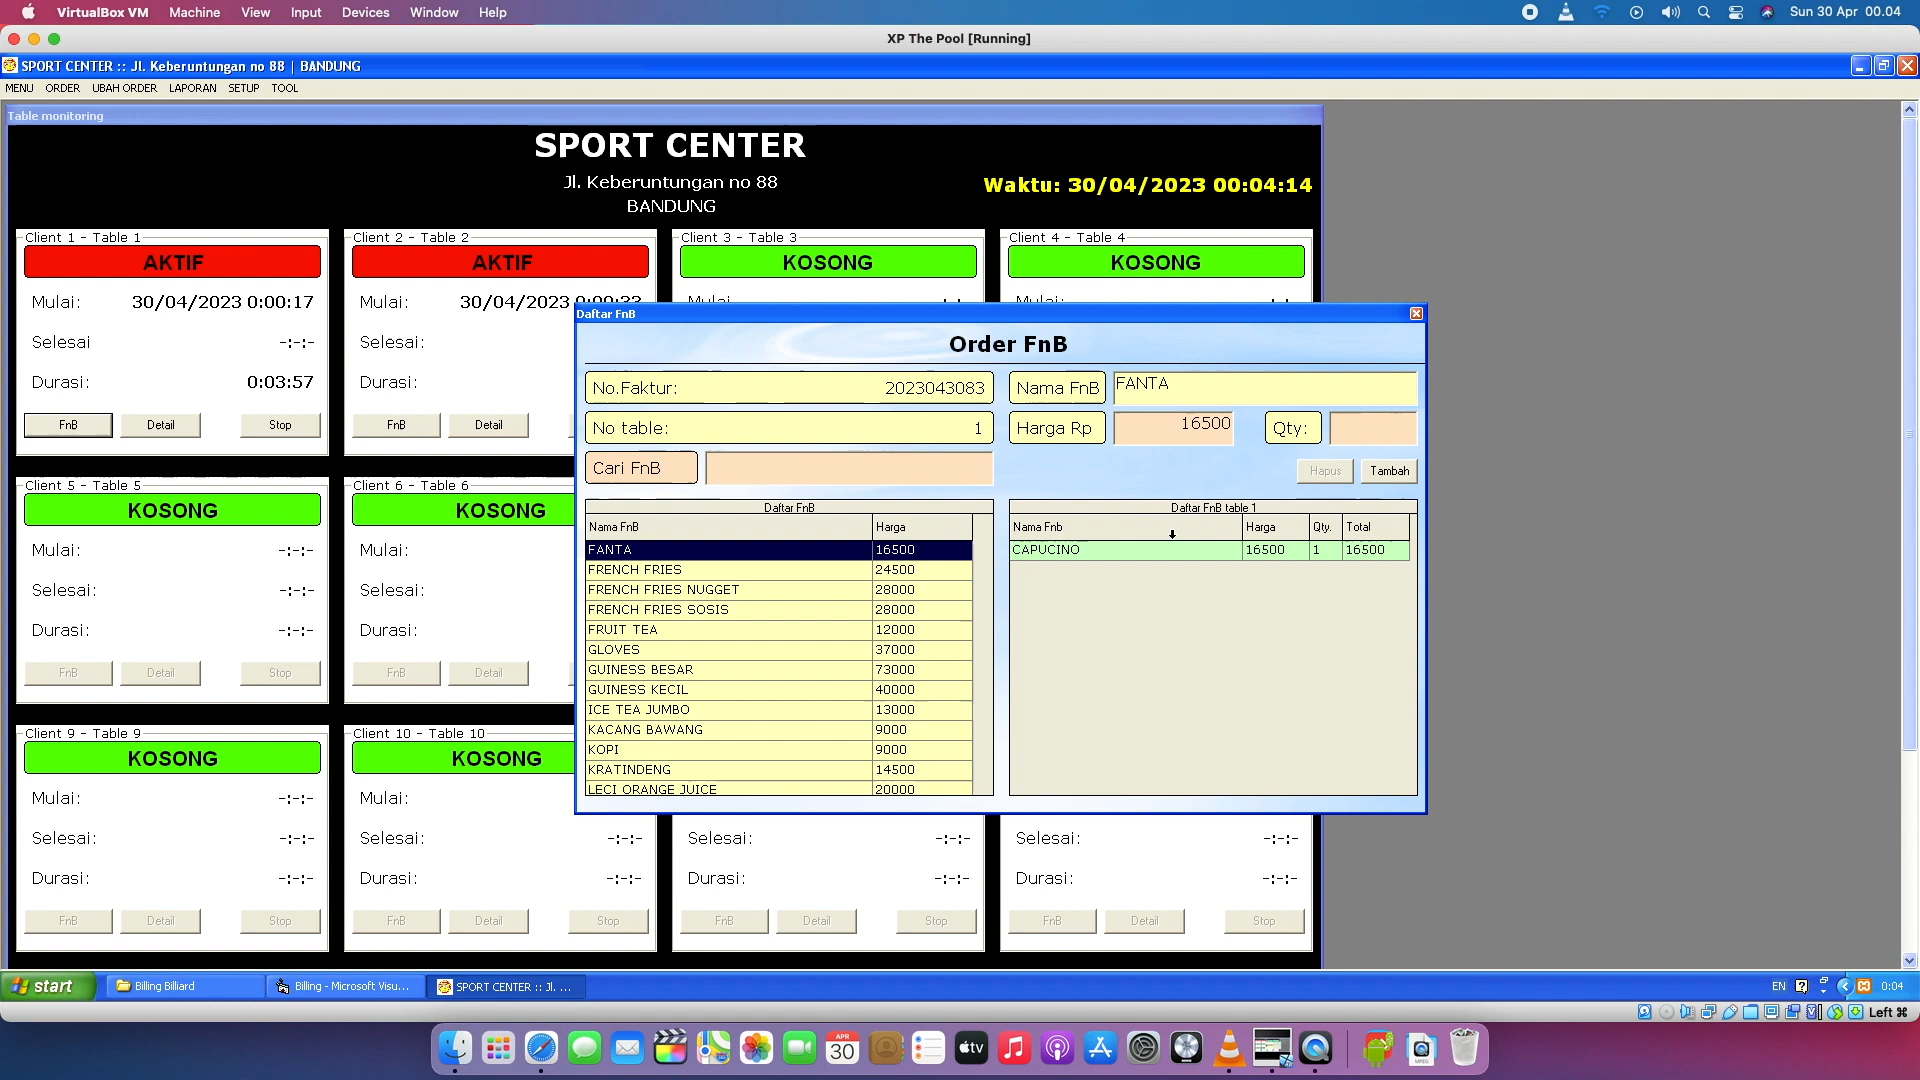 VirtualBox VM Machine View Input Devices Window Help Sun 30 Apr 00.04
XP The Pool [Running]
SPORT CENTER :: Jl. Keberuntungan no 88 | BANDUNG
MENU ORDER UBAH ORDER LAPORAN SETUP TOOL
Table monitoring
SPORT CENTER
Jl. Keberuntungan no 88
BANDUNG
Waktu: 30/04/2023 00:04:14
Client 1 - Table 1
AKTIF
Mulai: 30/04/2023 0:00:17
Selesai -:-:-
Durasi: 0:03:57
FnB Detail Stop
Client 2 - Table 2
AKTIF
Mulai: 30/04/2023
Selesai:
Durasi:
FnB Detail
Client 3 - Table 3
KOSONG
Client 4 - Table 4
KOSONG
Daftar FnB
Order FnB
No.Faktur: 2023043083
No table: 1
Cari FnB
Nama FnB FANTA
Harga Rp 16500 Qty:
Hapus Tambah
Daftar FnB
Nama FnB Harga
FANTA 16500
FRENCH FRIES 24500
FRENCH FRIES NUGGET 28000
FRENCH FRIES SOSIS 28000
FRUIT TEA 12000
GLOVES 37000
GUINESS BESAR 73000
GUINESS KECIL 40000
ICE TEA JUMBO 13000
KACANG BAWANG 9000
KOPI 9000
KRATINDENG 14500
LECI ORANGE JUICE 20000
Daftar FnB table 1
Nama Fnb Harga Qty. Total
CAPUCINO 16500 1 16500
Client 5 - Table 5
KOSONG
Mulai: -:-:-
Selesai: -:-:-
Durasi: -:-:-
FnB Detail Stop
Client 6 - Table 6
KOSONG
Mulai:
Selesai:
Durasi:
FnB Detail
Client 9 - Table 9
KOSONG
Mulai: -:-:-
Selesai: -:-:-
Durasi: -:-:-
FnB Detail Stop
Client 10 - Table 10
KOSONG
Mulai:
Selesai: -:-:-
Durasi: -:-:-
FnB Detail Stop
Selesai: -:-:-
Durasi: -:-:-
FnB Detail Stop
Selesai: -:-:-
Durasi: -:-:-
FnB Detail Stop
start Billing Billiard Billing - Microsoft Visu... SPORT CENTER :: Jl. ... EN 0:04
Left ⌘
APR
30
tv